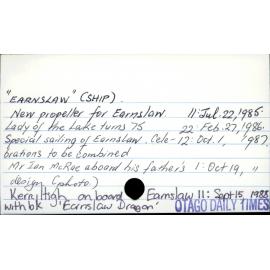 "EARNSLAW" (SHIP).
New propeller for Earnslaw. 11: Jul. 22, 1985.
Lady of the Lake turns 75 22: Feb. 27, 1986.
Special sailing of Earnslaw. Cele- 12: Oct. 1, 1987
brations to be combined
Mr Ian McRae aboard his father's 1: Oct 19, "
design (photo.)
Kerry High on board Earnslaw 11: Sept 15 1988
with bk 'Earnslaw Dragon'
OTAGO DAILY TIMES